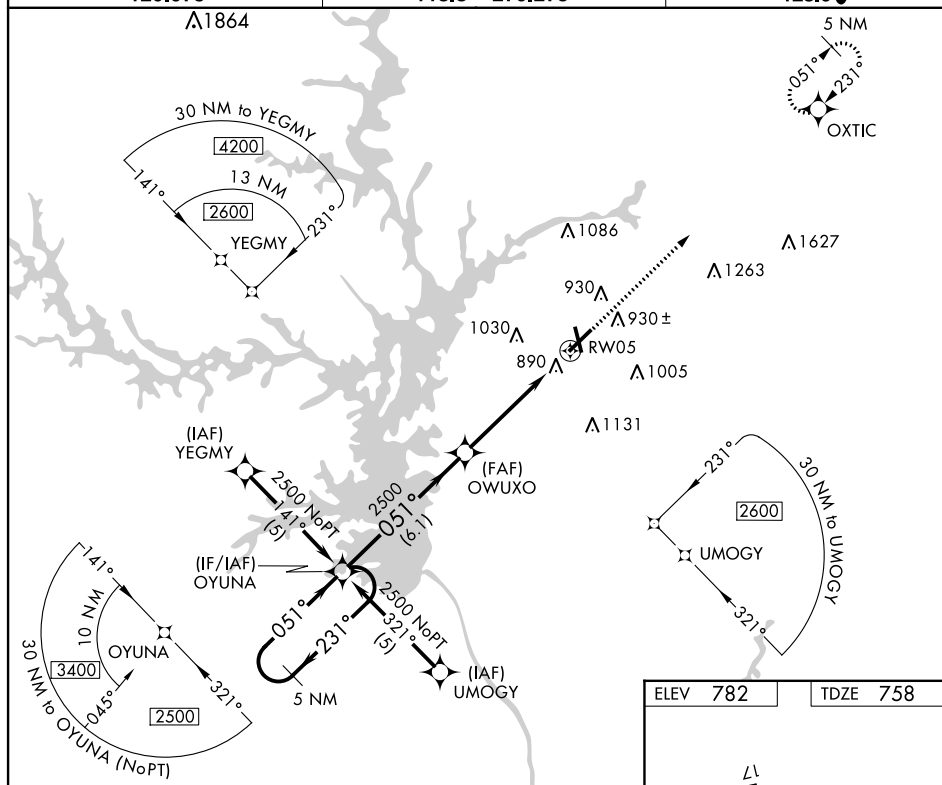 1864
5 NM
051°
231°
OXTIC
30 NM to YEGMY
4200
141°
13 NM
231°
2600
YEGMY
1086
1627
1263
930
930±
1030
RW05
890
1005
1131
(IAF)
YEGMY
2500 NoPT
141°
(5)
(FAF)
OWUXO
2500
051°
(6.1)
231°
30 NM to UMOGY
2600
UMOGY
321°
(IF/IAF)
OYUNA
2500 NoPT
321°
(5)
051°
231°
5 NM
(IAF)
UMOGY
141°
10 NM
OYUNA
3400
045°
321°
2500
30 NM to OYUNA (NoPT)
ELEV 782
TDZE 758
17